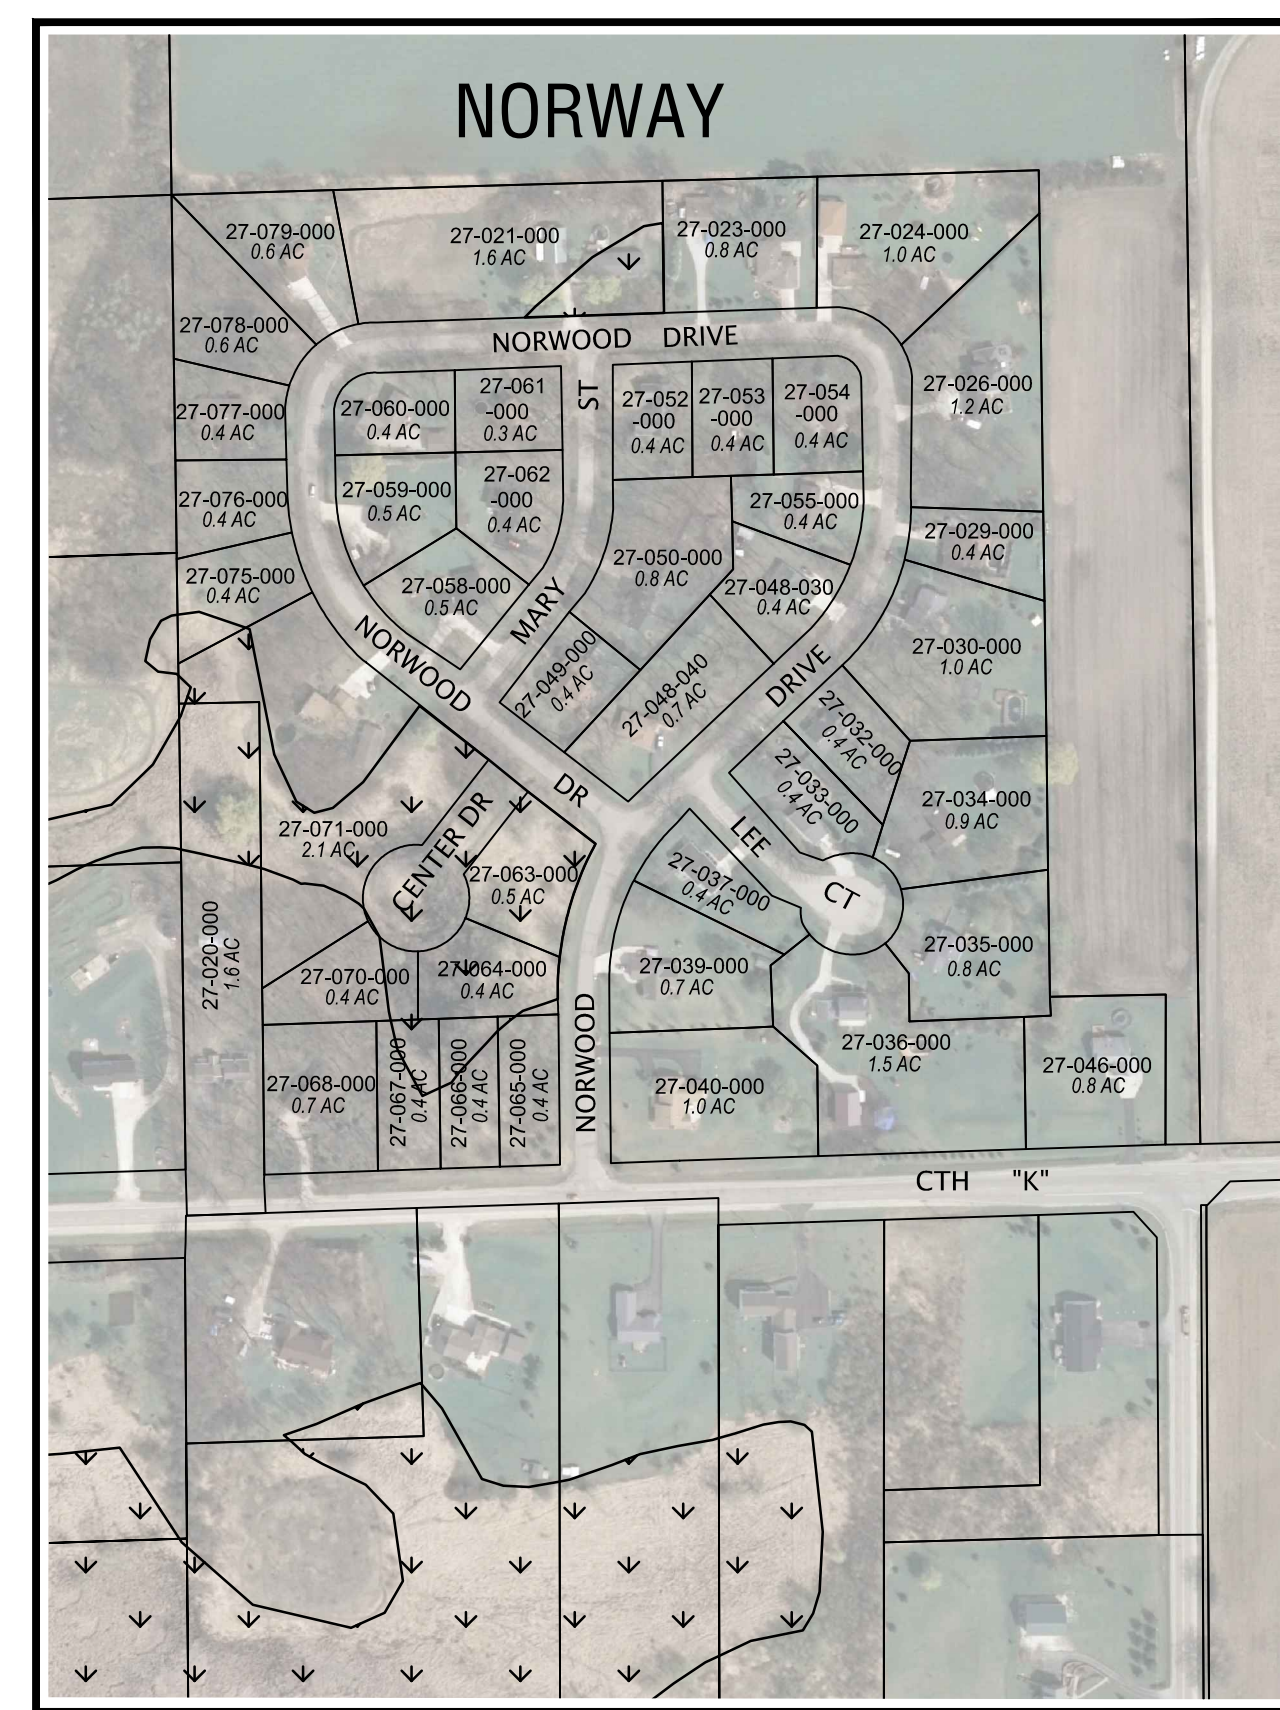 NORWAY
27-079-000
0.6 AC
27-021-000
1.6 AC
27-023-000
0.8 AC
27-024-000
1.0 AC
27-078-000
0.6 AC
NORWOOD DRIVE
27-077-000
0.4 AC
27-060-000
0.4 AC
27-061
-000
0.3 AC
ST
27-052
-000
0.4 AC
27-053
-000
0.4 AC
27-054
-000
0.4 AC
27-026-000
1.2 AC
27-076-000
0.4 AC
27-059-000
0.5 AC
27-062
-000
0.4 AC
27-055-000
0.4 AC
27-029-000
0.4 AC
27-075-000
0.4 AC
27-058-000
0.5 AC
MARY
27-050-000
0.8 AC
27-048-030
0.4 AC
27-030-000
1.0 AC
NORWOOD
27-049-000
0.4 AC
27-048-040
0.7 AC
DRIVE
27-032-000
0.4 AC
27-033-000
0.4 AC
27-034-000
0.9 AC
DR
LEE
CT
27-071-000
2.1 AC
CENTER DR
27-063-000
0.5 AC
27-037-000
0.4 AC
27-020-000
1.6 AC
27-070-000
0.4 AC
27-064-000
0.4 AC
27-039-000
0.7 AC
27-035-000
0.8 AC
NORWOOD
27-036-000
1.5 AC
27-046-000
0.8 AC
27-068-000
0.7 AC
27-067-000
0.4 AC
27-066-000
0.4 AC
27-065-000
0.4 AC
27-040-000
1.0 AC
CTH "K"